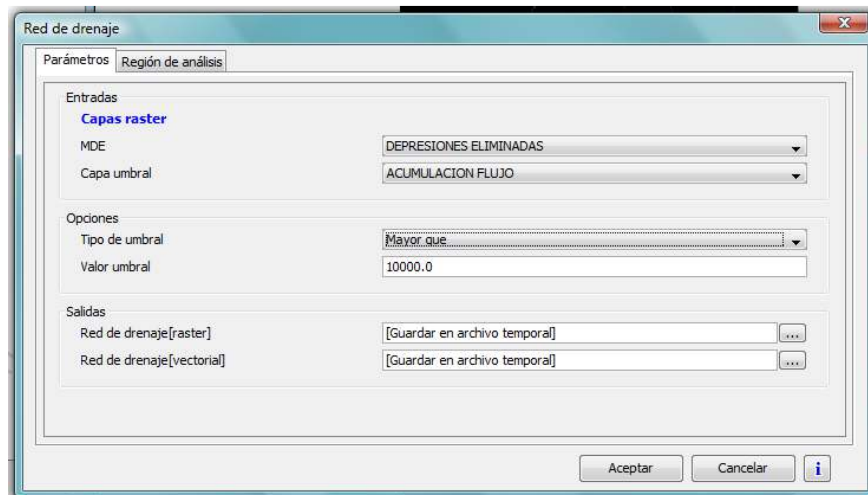 Red de drenaje
Parámetros Región de análisis
Entradas
Capas raster
MDE DEPRESIONES ELIMINADAS
Capa umbral ACUMULACION FLUJO
Opciones
Tipo de umbral Mayor que
Valor umbral 10000.0
Salidas
Red de drenaje[raster] [Guardar en archivo temporal] ...
Red de drenaje[vectorial] [Guardar en archivo temporal] ...
Aceptar Cancelar i